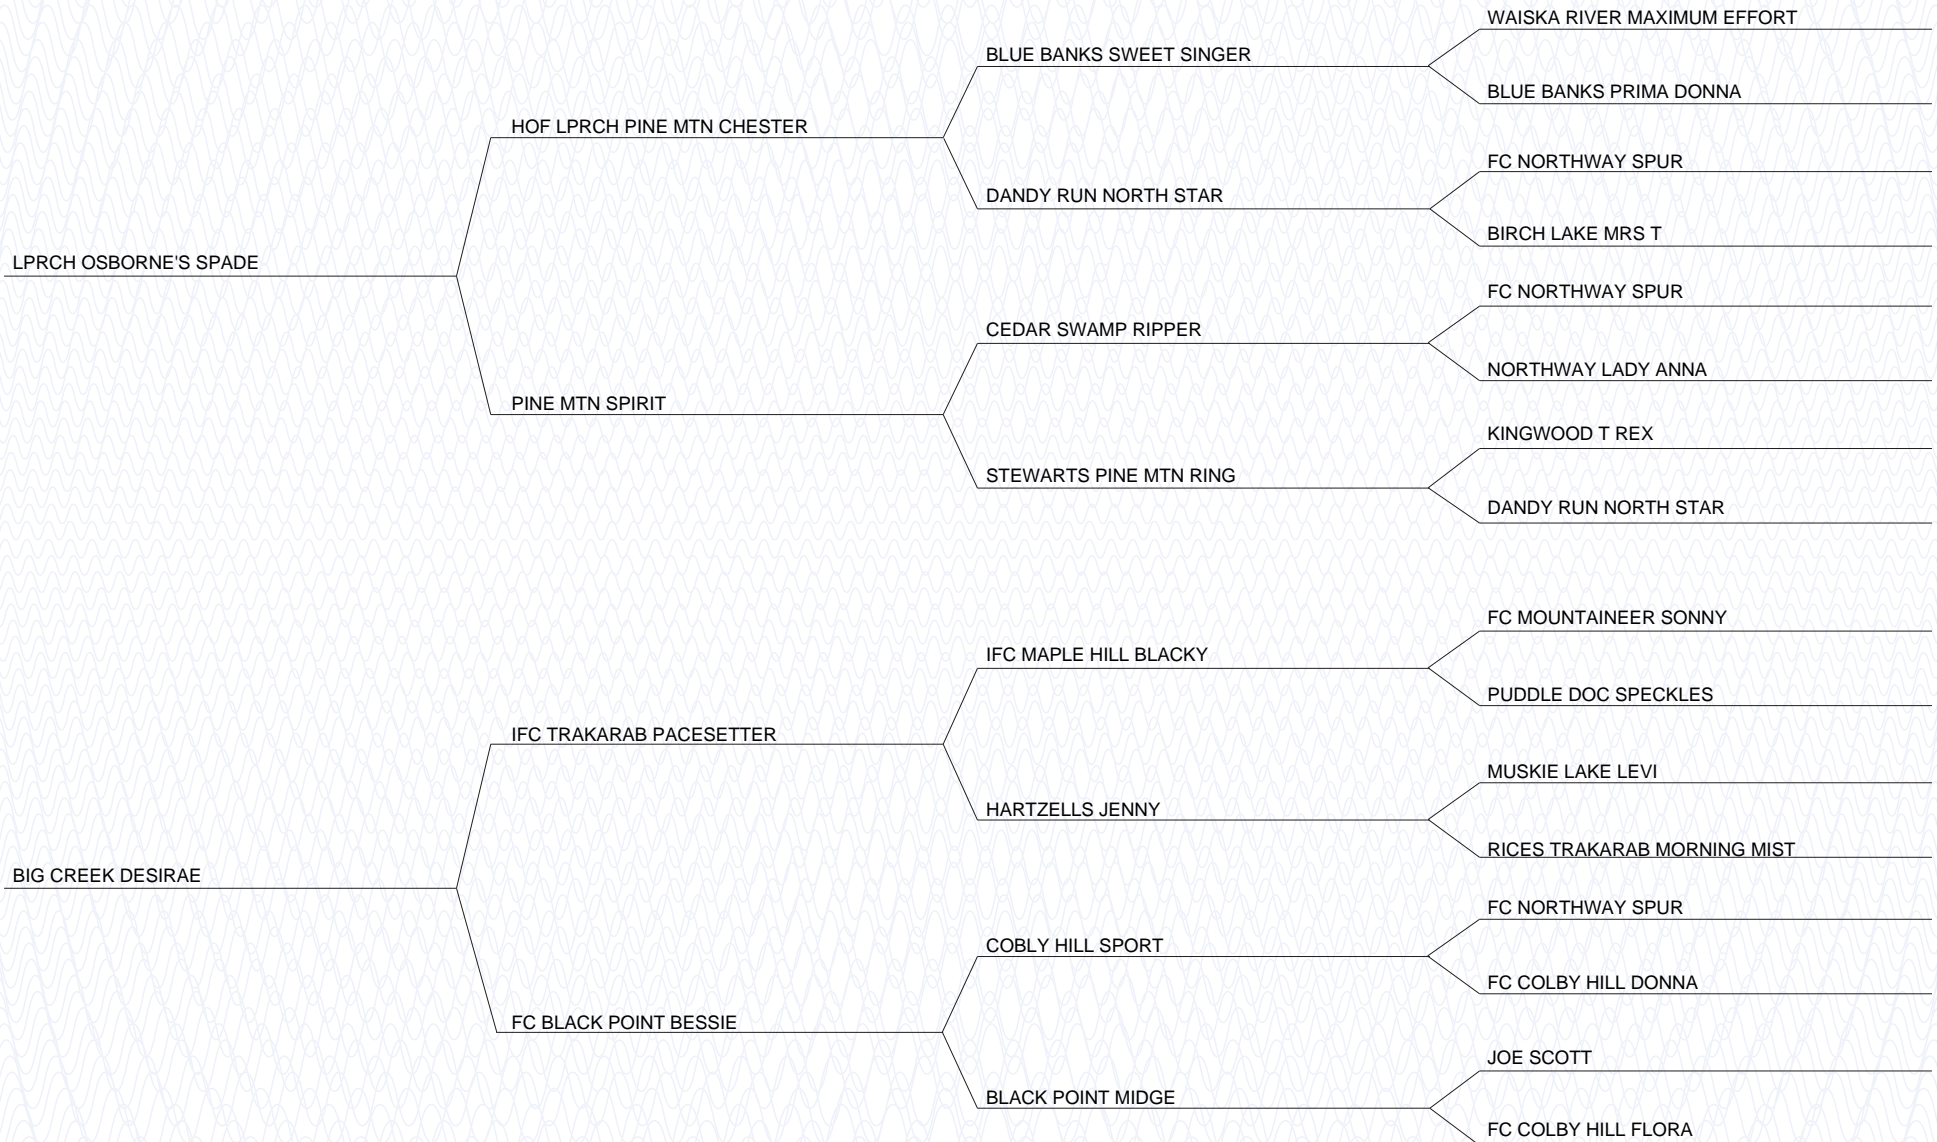 WAISKA RIVER MAXIMUM EFFORT
BLUE BANKS SWEET SINGER
BLUE BANKS PRIMA DONNA
HOF LPRCH PINE MTN CHESTER
FC NORTHWAY SPUR
DANDY RUN NORTH STAR
BIRCH LAKE MRS T
LPRCH OSBORNE'S SPADE
FC NORTHWAY SPUR
CEDAR SWAMP RIPPER
NORTHWAY LADY ANNA
PINE MTN SPIRIT
KINGWOOD T REX
STEWARTS PINE MTN RING
DANDY RUN NORTH STAR
FC MOUNTAINEER SONNY
IFC MAPLE HILL BLACKY
PUDDLE DOC SPECKLES
IFC TRAKARAB PACESETTER
MUSKIE LAKE LEVI
HARTZELLS JENNY
RICES TRAKARAB MORNING MIST
BIG CREEK DESIRAE
FC NORTHWAY SPUR
COBLY HILL SPORT
FC COLBY HILL DONNA
FC BLACK POINT BESSIE
JOE SCOTT
BLACK POINT MIDGE
FC COLBY HILL FLORA